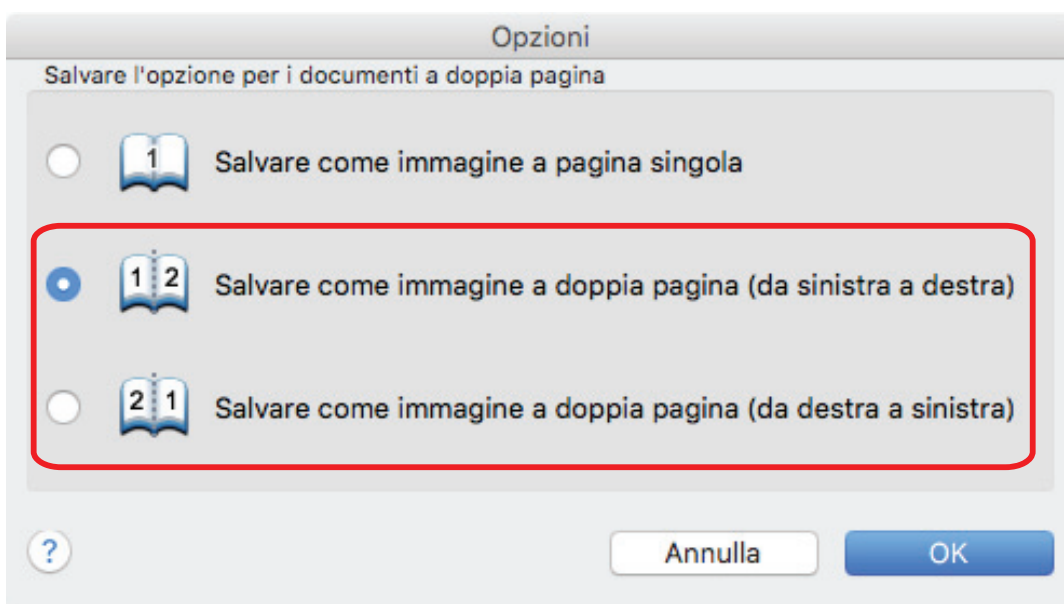 Opzioni
Salvare l'opzione per i documenti a doppia pagina
1 Salvare come immagine a pagina singola
1 2 Salvare come immagine a doppia pagina (da sinistra a destra)
2 1 Salvare come immagine a doppia pagina (da destra a sinistra)
? Annulla OK